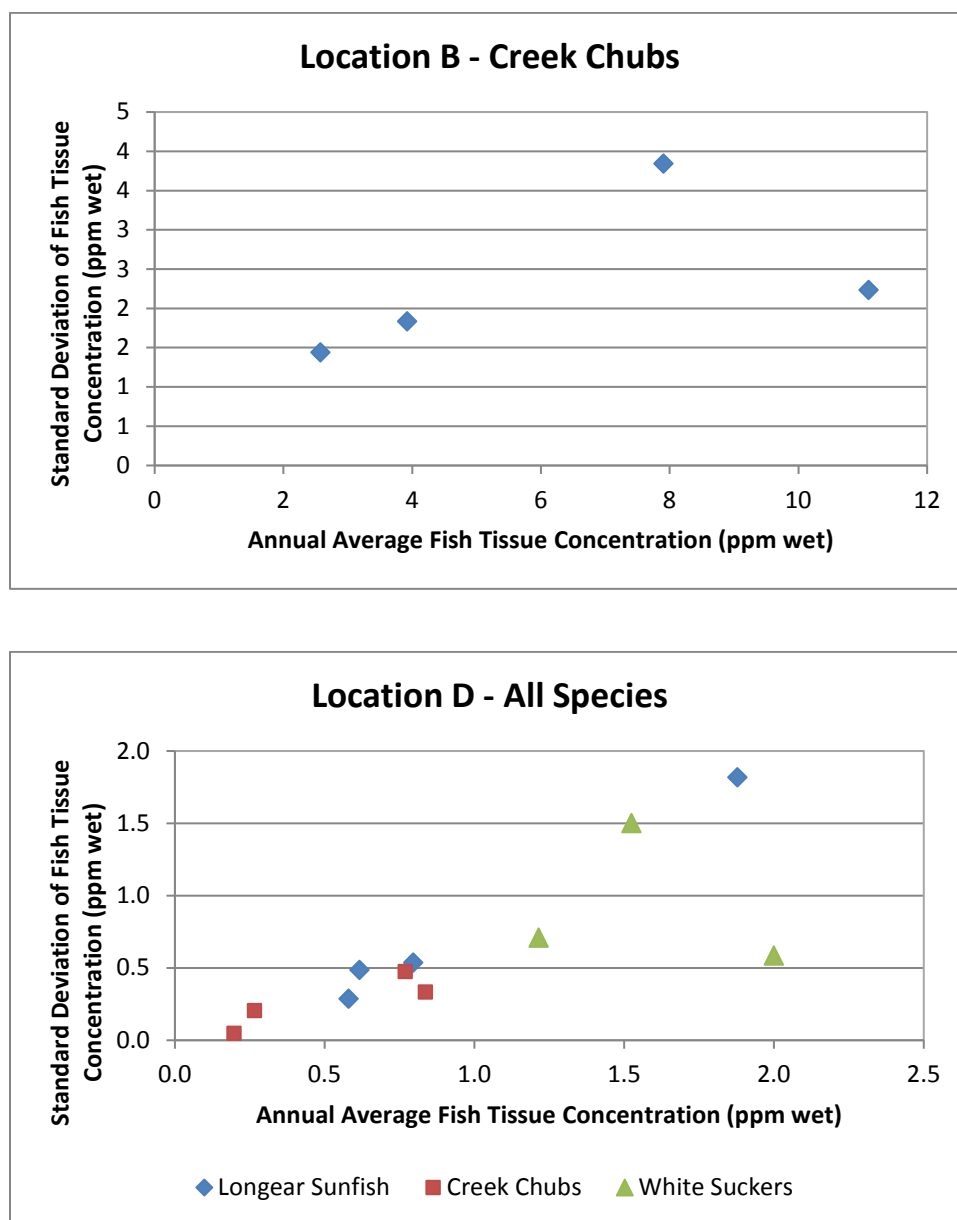 Location B - Creek Chubs
Standard Deviation of Fish Tissue
Concentration (ppm wet)
5
4
4
3
3
2
2
1
1
0
0 2 4 6 8 10 12
Annual Average Fish Tissue Concentration (ppm wet)
Location D - All Species
Standard Deviation of Fish Tissue
Concentration (ppm wet)
2.0
1.5
1.0
0.5
0.0
0.0 0.5 1.0 1.5 2.0 2.5
Annual Average Fish Tissue Concentration (ppm wet)
Longear Sunfish Creek Chubs White Suckers